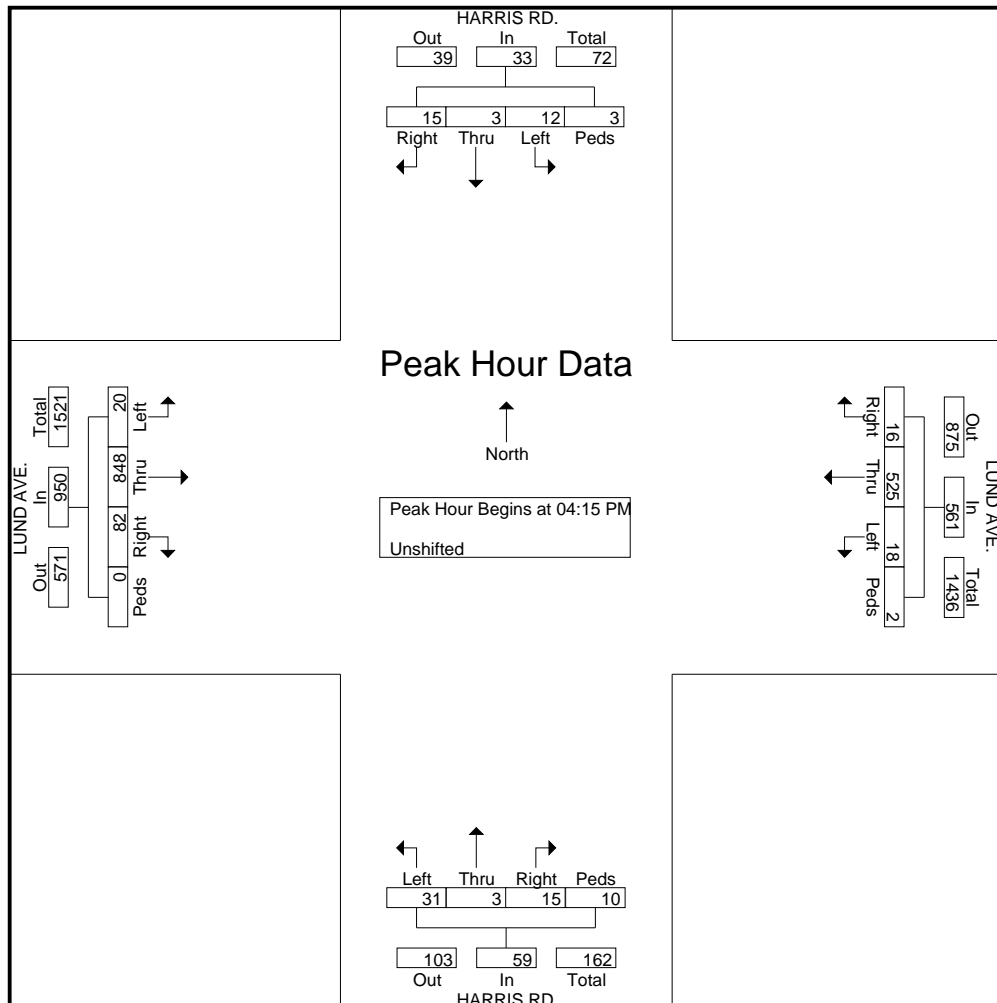 HARRIS RD.
Out In Total
39 33 72
15 3 12 3
Right Thru Left Peds
Peak Hour Data
North
Peak Hour Begins at 04:15 PM
Unshifted
LUND AVE.
Total In Out
1521 950 571
20 848 82 0
Left Thru Right Peds
LUND AVE.
Out In Total
875 561 1436
16 525 18 2
Right Thru Left Peds
Left Thru Right Peds
31 3 15 10
103 59 162
Out In Total
HARRIS RD.